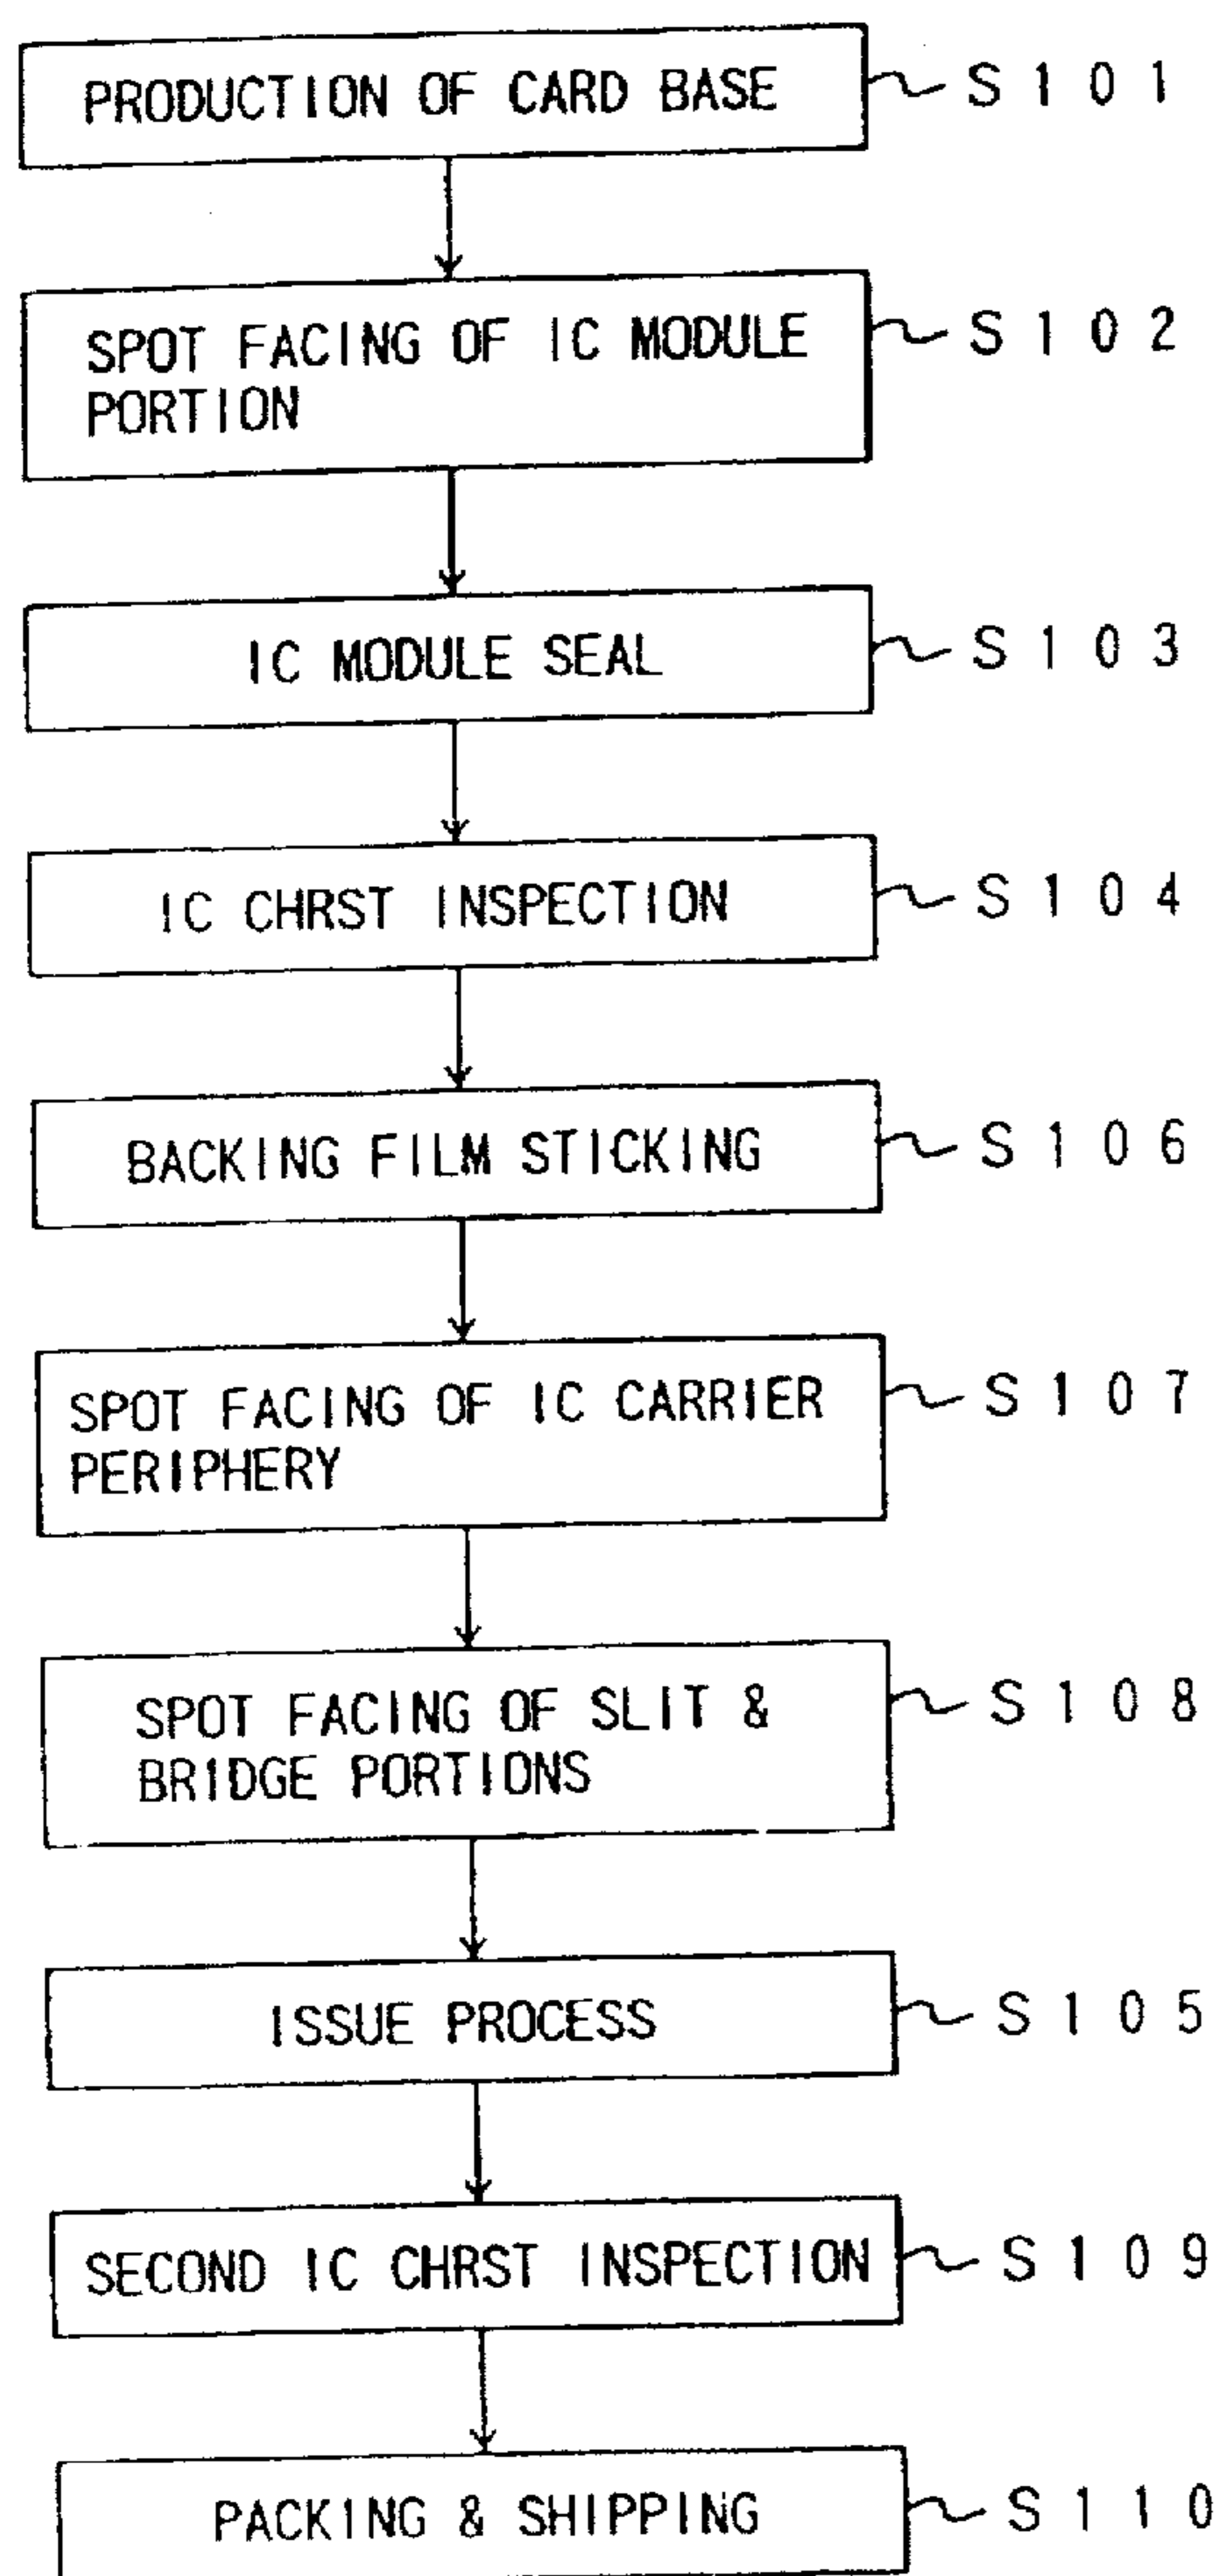 PRODUCTION OF CARD BASE
S101
SPOT FACING OF IC MODULE
PORTION
S102
IC MODULE SEAL
S103
IC CHRST INSPECTION
S104
BACKING FILM STICKING
S106
SPOT FACING OF IC CARRIER
PERIPHERY
S107
SPOT FACING OF SLIT &
BRIDGE PORTIONS
S108
ISSUE PROCESS
S105
SECOND IC CHRST INSPECTION
S109
PACKING & SHIPPING
S110